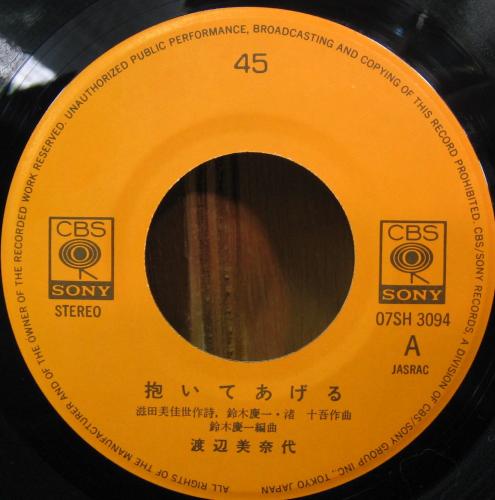 ALL RIGHTS OF THE MANUFACTURER AND OF THE OWNER OF THE RECORDED WORK RESERVED. UNAUTHORIZED PUBLIC PERFORMANCE, BROADCASTING AND COPYING OF THIS RECORD PROHIBITED. CBS/SONY RECORDS, A DIVISION OF CBS/SONY GROUP INC., TOKYO JAPAN
45
CBS
SONY
STEREO
CBS
SONY
07SH 3094
A
JASRAC
抱いてあげる
滋田美佳世作詩, 鈴木慶一・渚 十吾作曲
鈴木慶一編曲
渡辺美奈代